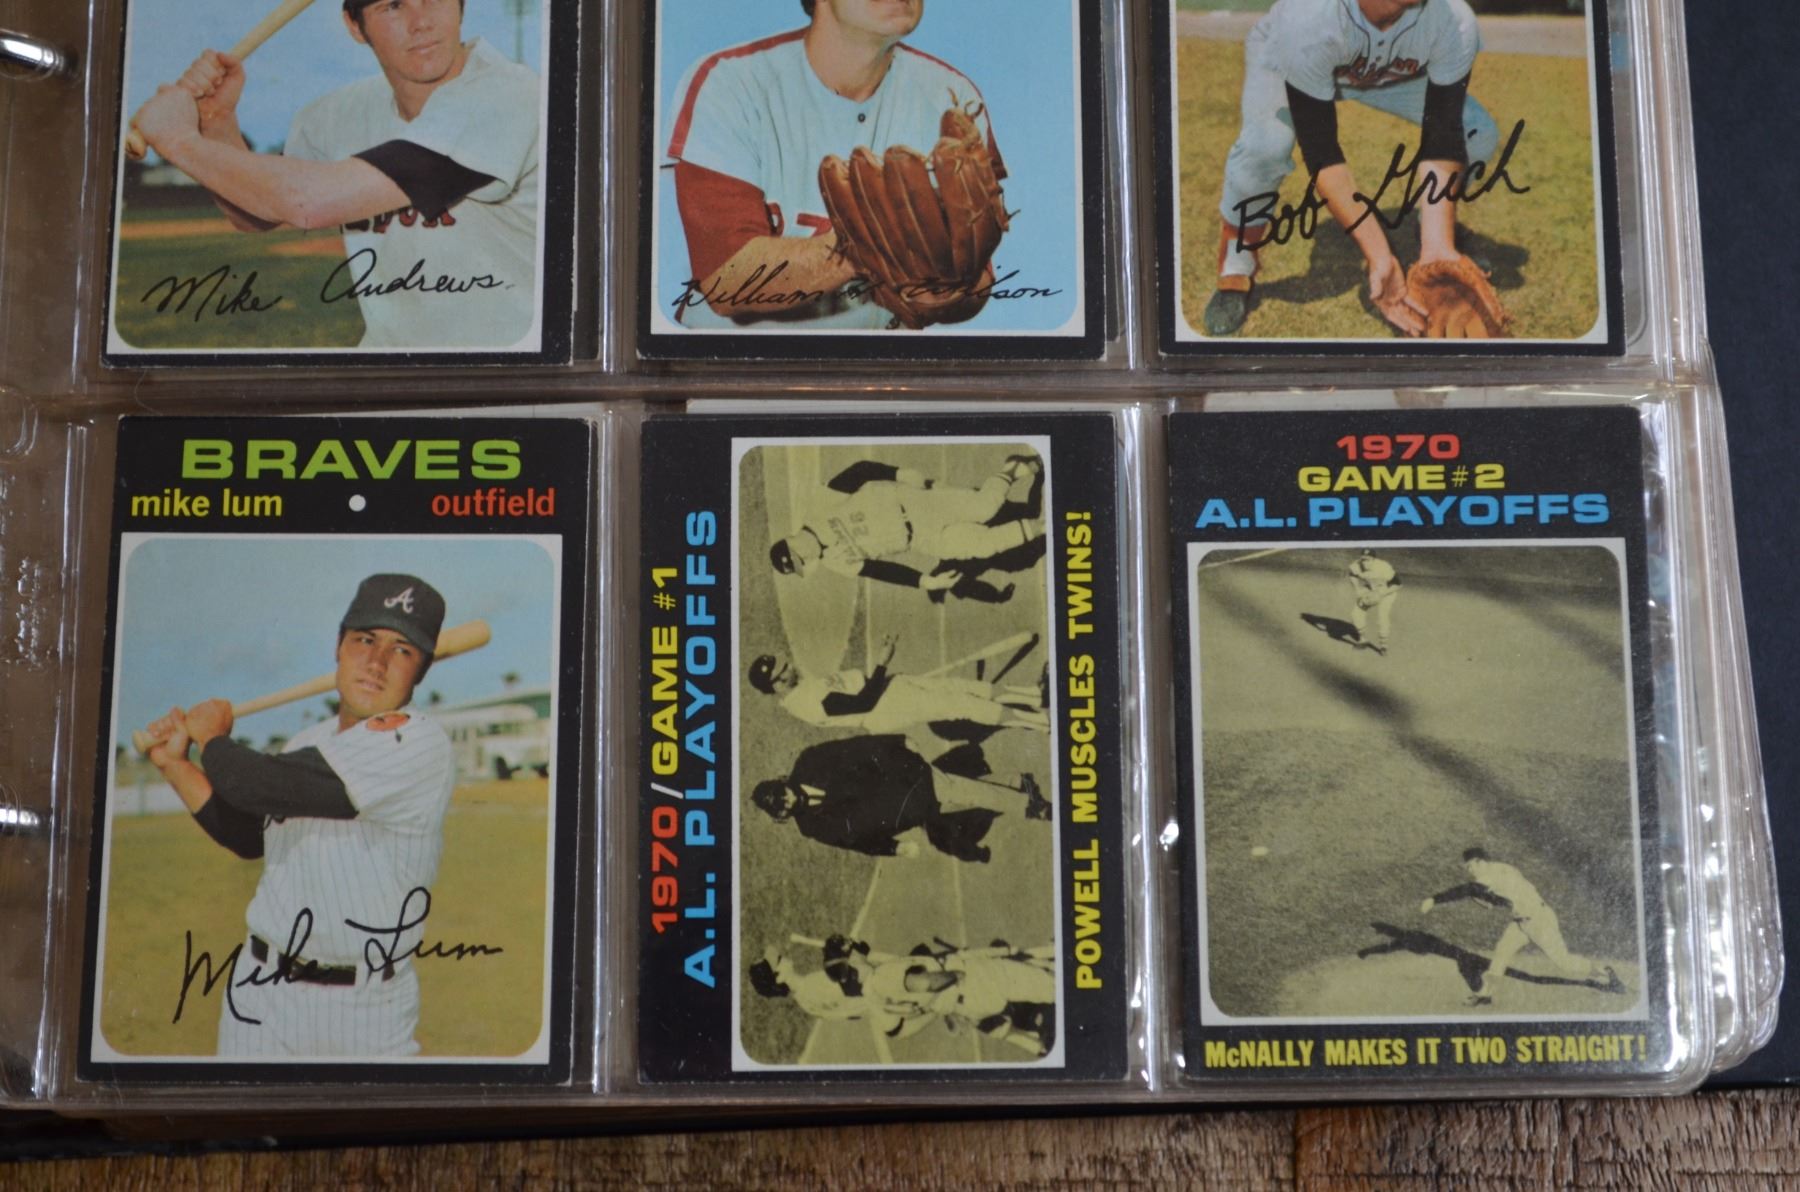 Mike Andrews
William Wilson
Bob Grich
BRAVES
mike lum outfield
A
Mike Lum
1970/GAME #1
A.L. PLAYOFFS
POWELL MUSCLES TWINS!
1970
GAME #2
A.L. PLAYOFFS
McNALLY MAKES IT TWO STRAIGHT!